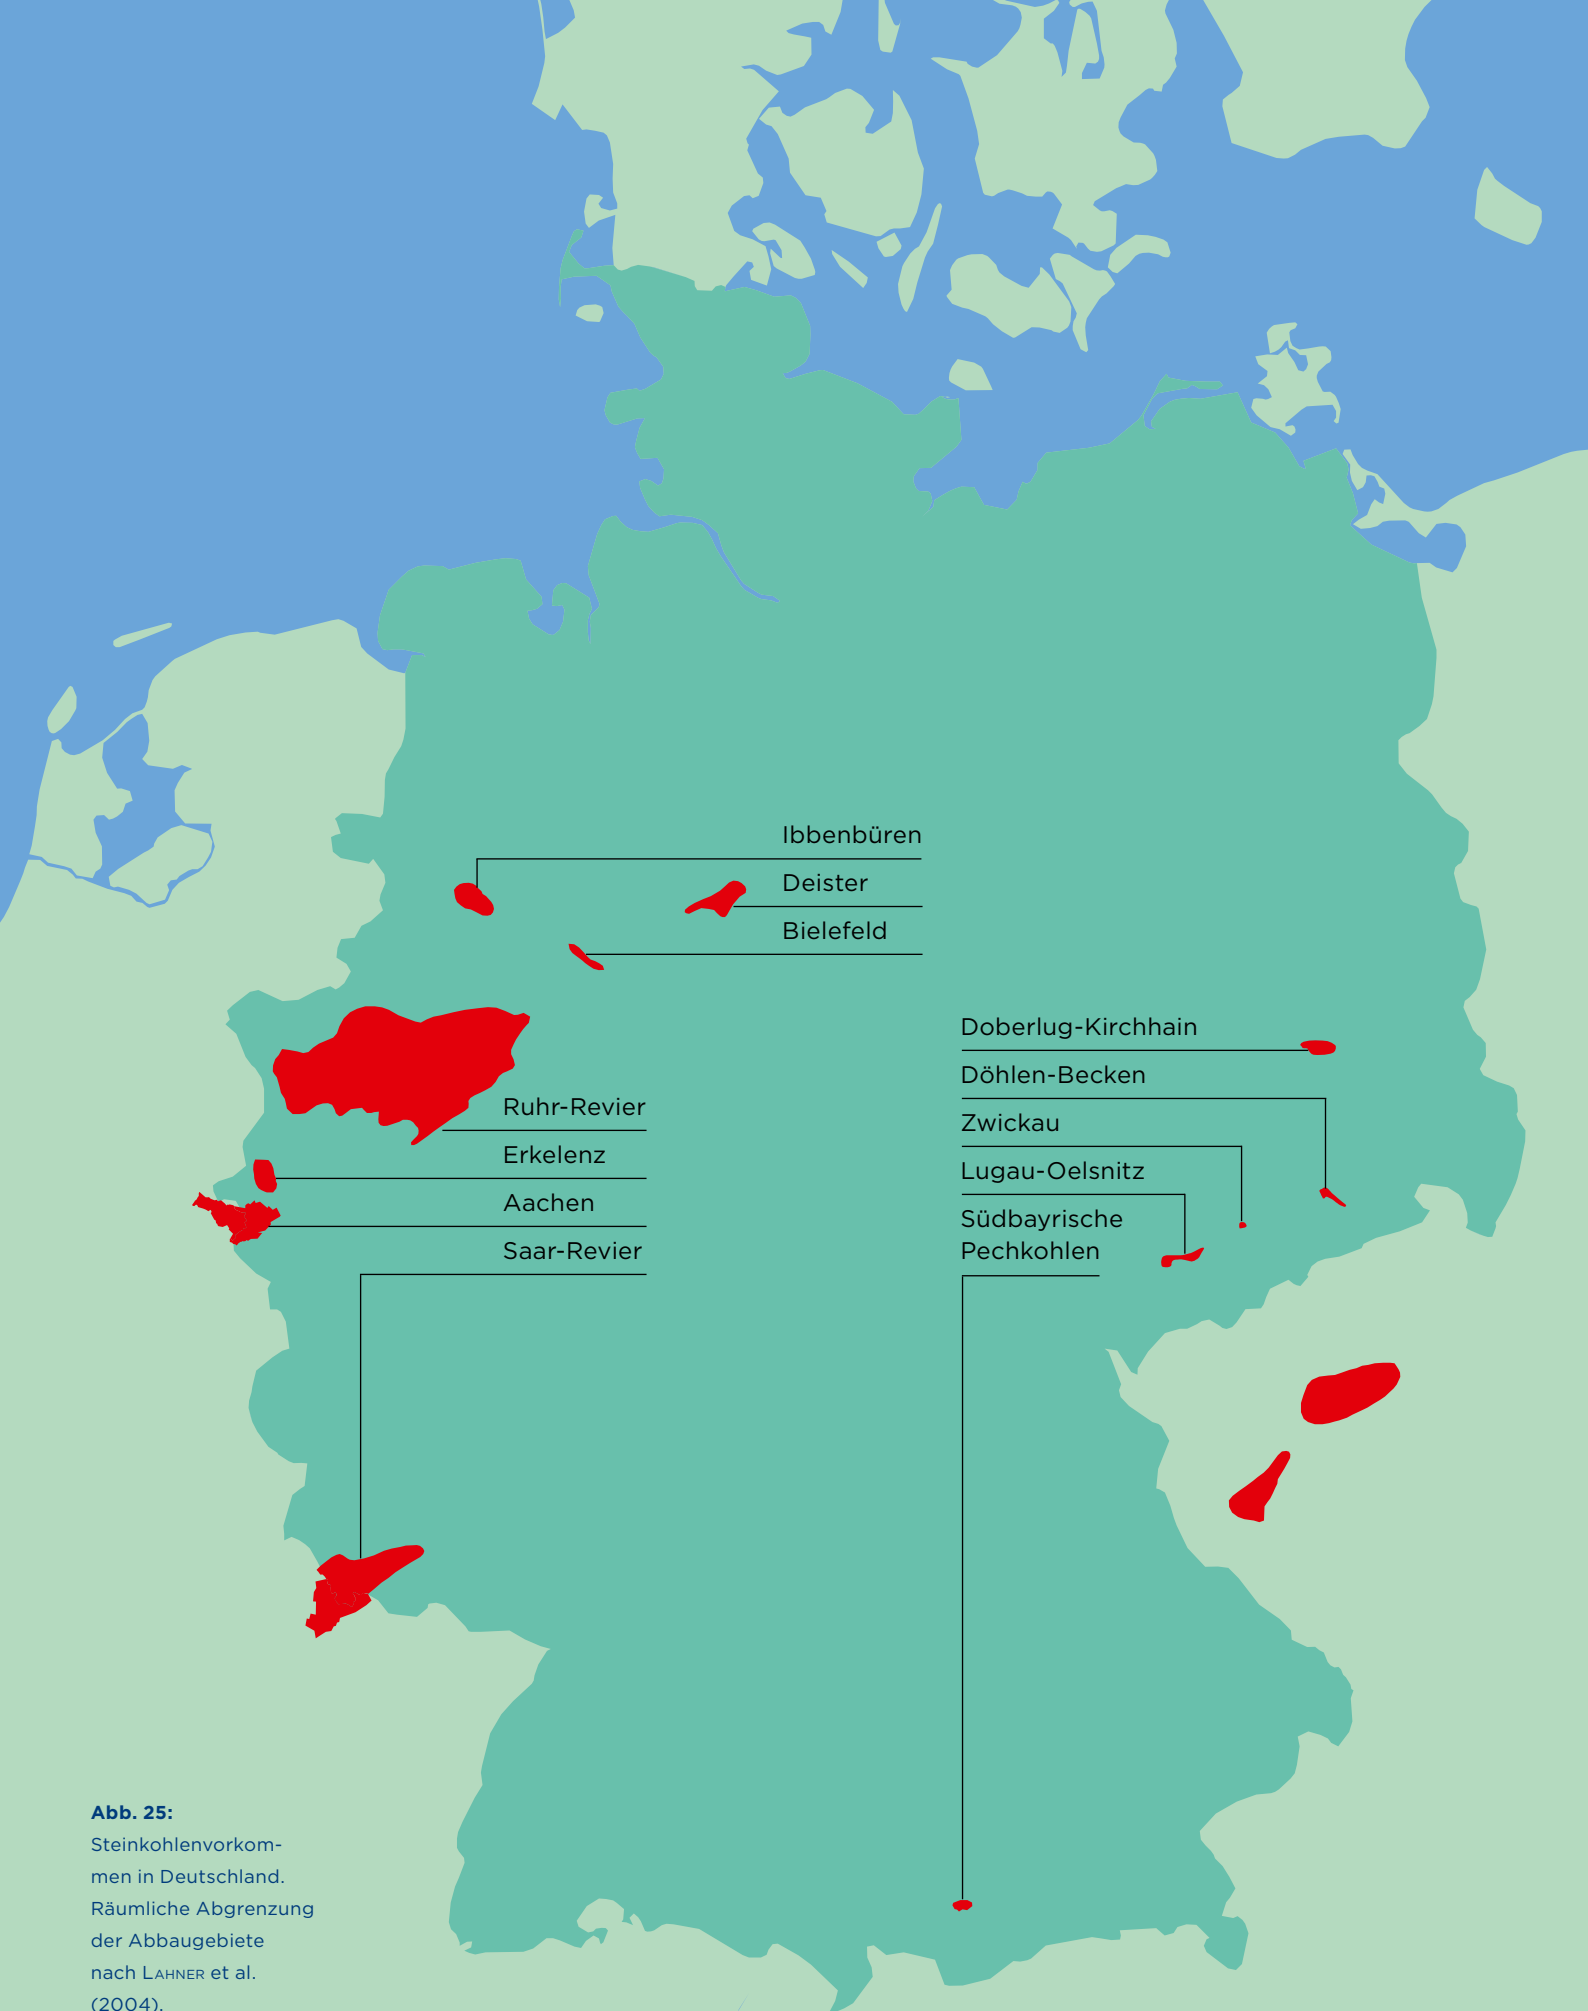 Ibbenbüren
Deister
Bielefeld
Ruhr-Revier
Erkelenz
Aachen
Saar-Revier
Doberlug-Kirchhain
Döhlen-Becken
Zwickau
Lugau-Oelsnitz
Südbayrische
Pechkohlen
Abb. 25:
Steinkohlenvorkom-
men in Deutschland.
Räumliche Abgrenzung
der Abbaugebiete
nach Lahner et al.
(2004).